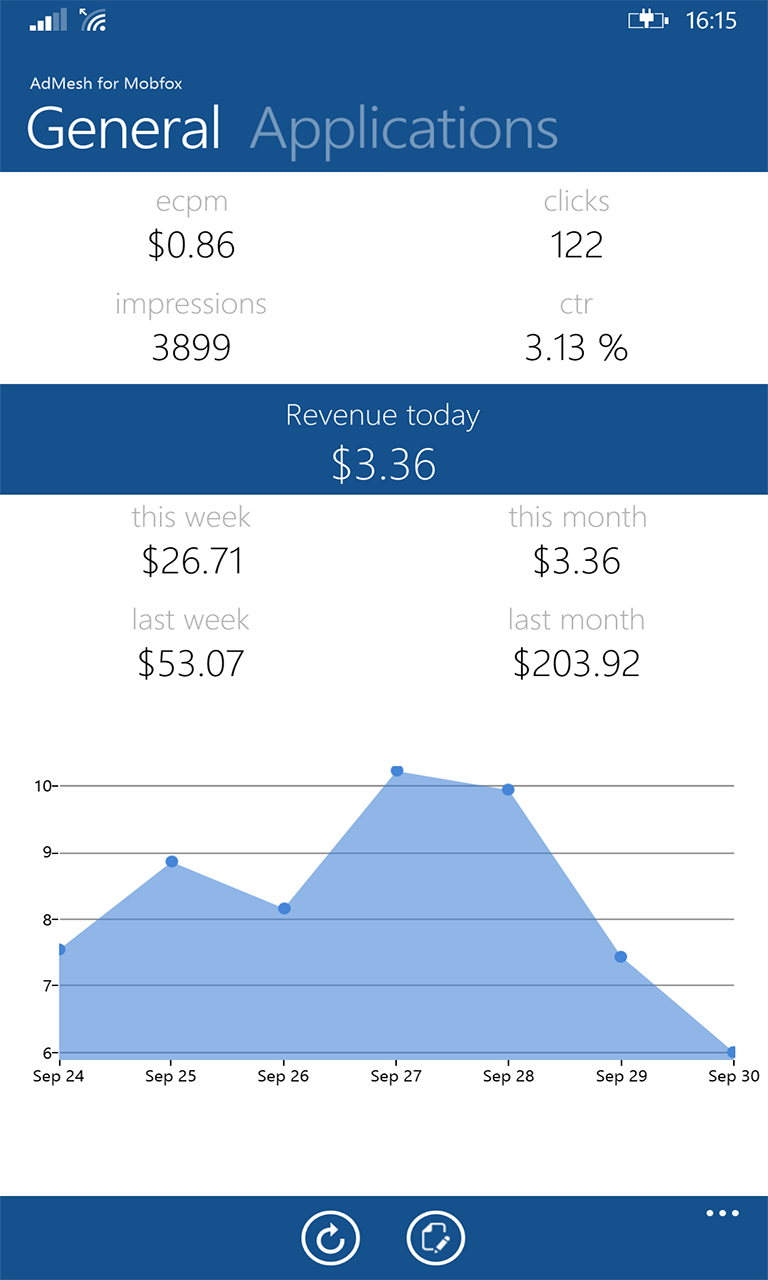 16:15
AdMesh for Mobfox
General Applications
ecpm clicks
$0.86 122
impressions ctr
3899 3.13 %
Revenue today
$3.36
this week this month
$26.71 $3.36
last week last month
$53.07 $203.92
10
9
8
7
6
Sep 24 Sep 25 Sep 26 Sep 27 Sep 28 Sep 29 Sep 30